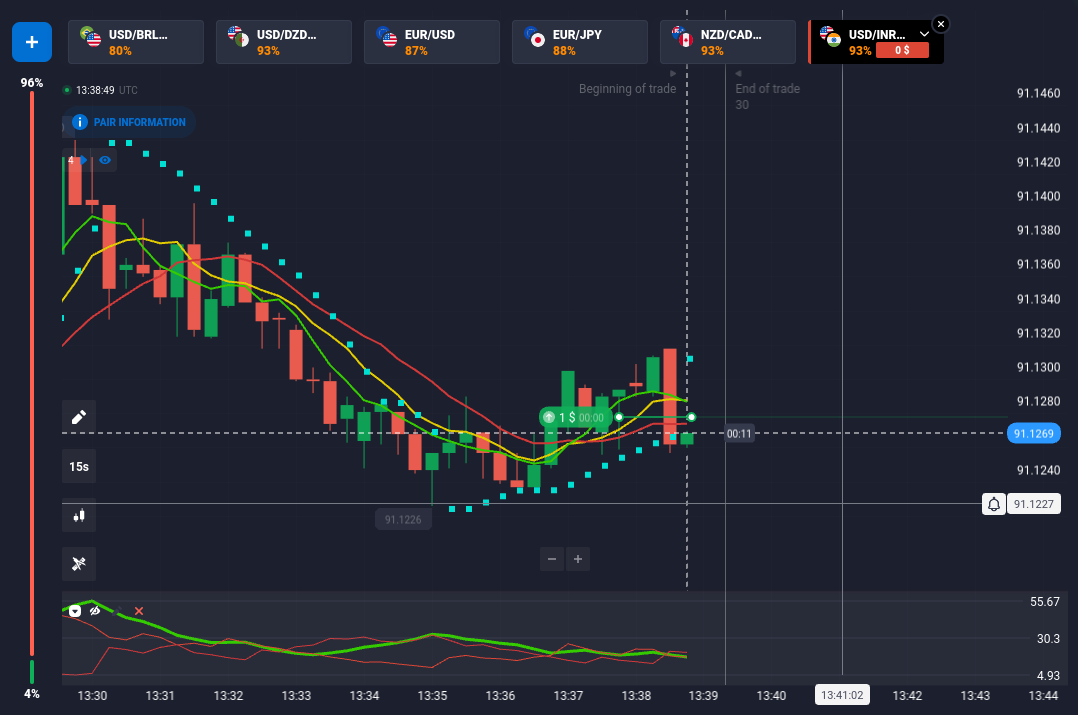 +
USD/BRL...
80%
USD/DZD...
93%
EUR/USD
87%
EUR/JPY
88%
NZD/CAD...
93%
USD/INR...
93% 0 $
96%
13:38:49 UTC
PAIR INFORMATION
4
Beginning of trade
End of trade
30
91.1460
91.1440
91.1420
91.1400
91.1380
91.1360
91.1340
91.1320
91.1300
91.1280
91.1269
91.1240
91.1227
1 $ 00:00
00:11
15s
91.1226
− +
55.67
30.3
4.93
4%
13:30 13:31 13:32 13:33 13:34 13:35 13:36 13:37 13:38 13:39 13:40 13:41:02 13:42 13:43 13:44